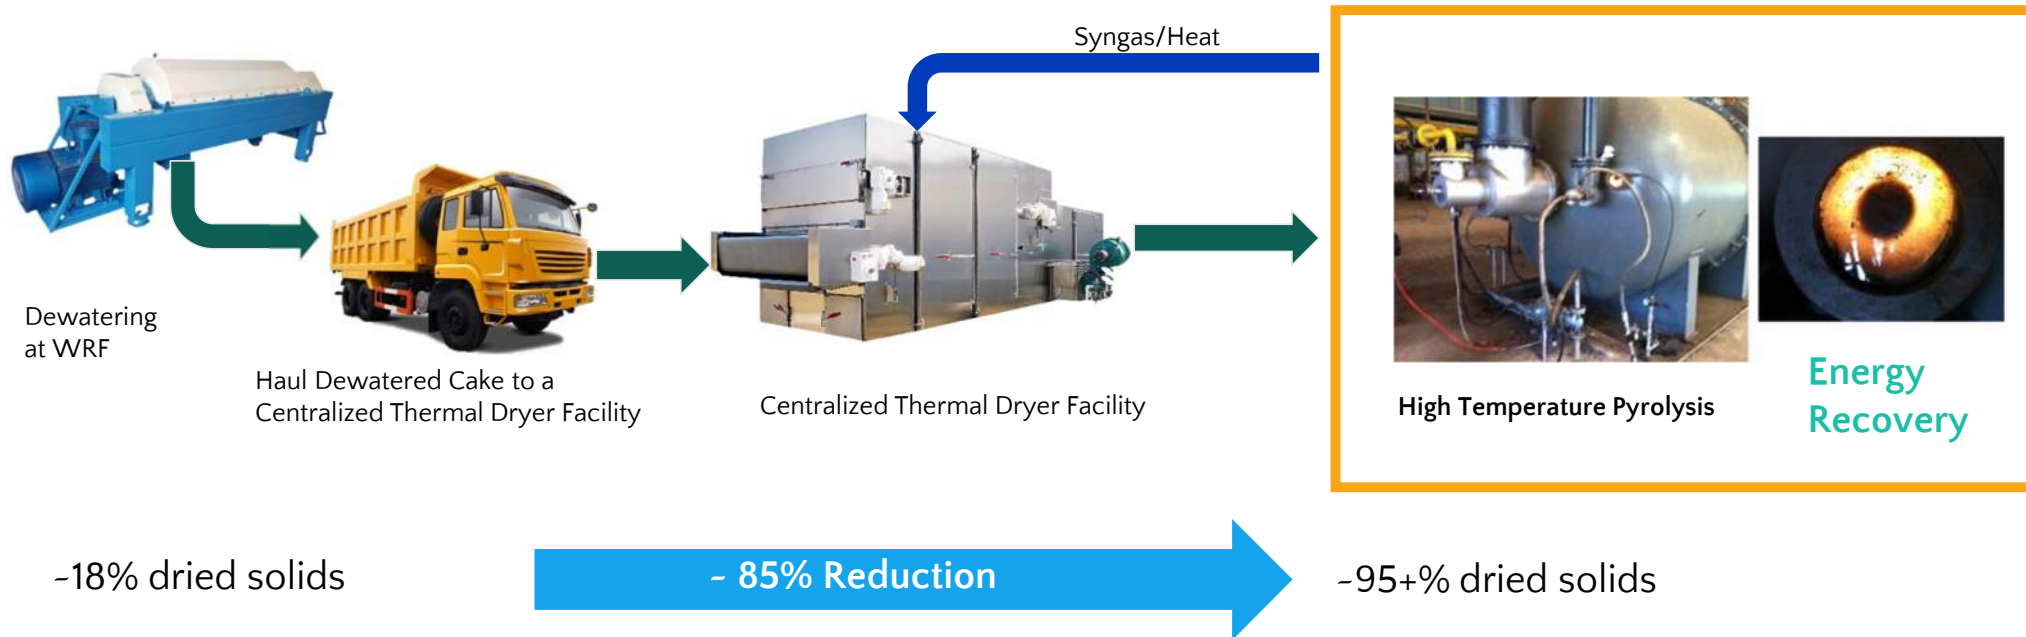 Syngas/Heat
Dewatering
at WRF
Haul Dewatered Cake to a
Centralized Thermal Dryer Facility
Centralized Thermal Dryer Facility
High Temperature Pyrolysis
Energy
Recovery
~18% dried solids
~ 85% Reduction
~95+% dried solids